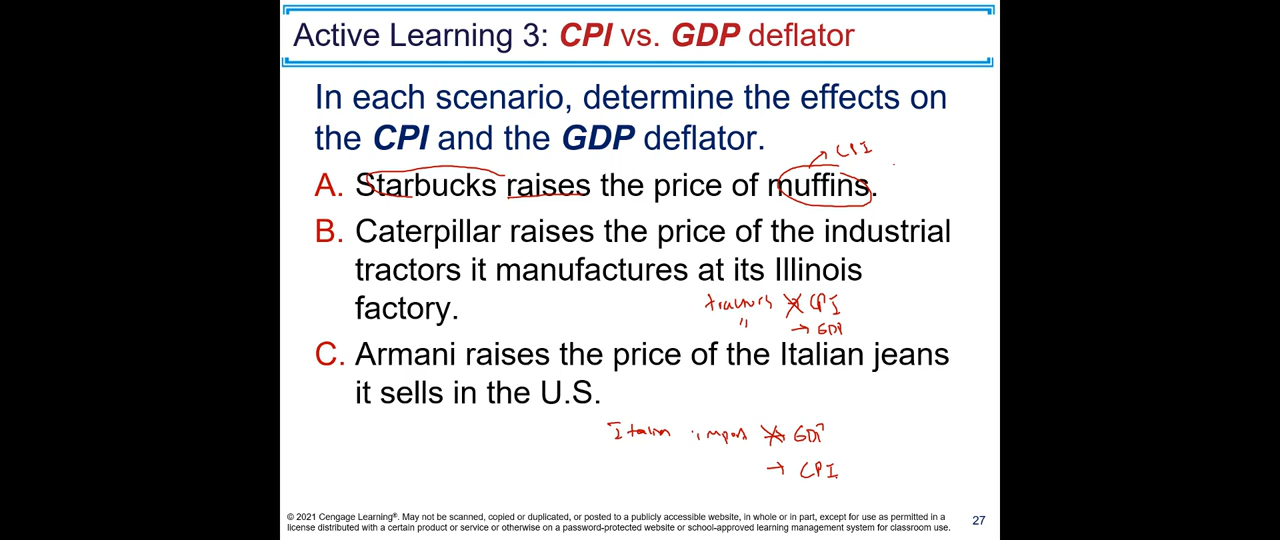 Active Learning 3: CPI vs. GDP deflator
In each scenario, determine the effects on
the CPI and the GDP deflator.
→ CPI
A. Starbucks raises the price of muffins.
B. Caterpillar raises the price of the industrial
tractors it manufactures at its Illinois
factory.
tractors CPI
" → GDP
C. Armani raises the price of the Italian jeans
it sells in the U.S.
Italian import GDP
→ CPI
© 2021 Cengage Learning®. May not be scanned, copied or duplicated, or posted to a publicly accessible website, in whole or in part, except for use as permitted in a
license distributed with a certain product or service or otherwise on a password-protected website or school-approved learning management system for classroom use.
27